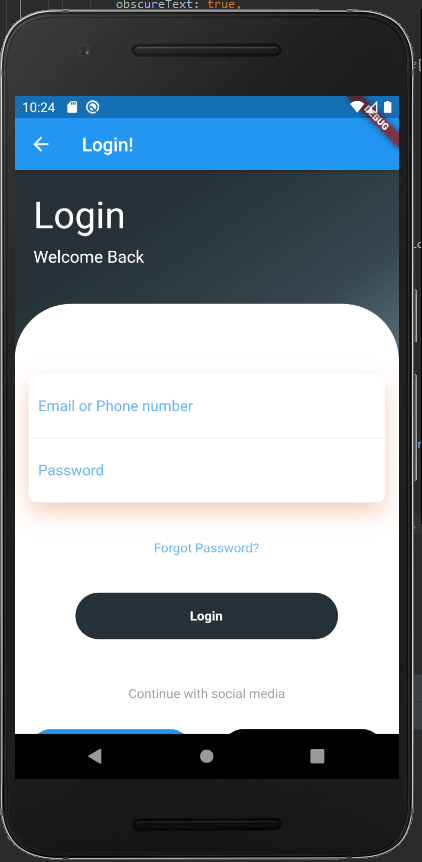 obscureText: true,
10:24
DEBUG
Login!
Login
Welcome Back
Email or Phone number
Password
Forgot Password?
Login
Continue with social media